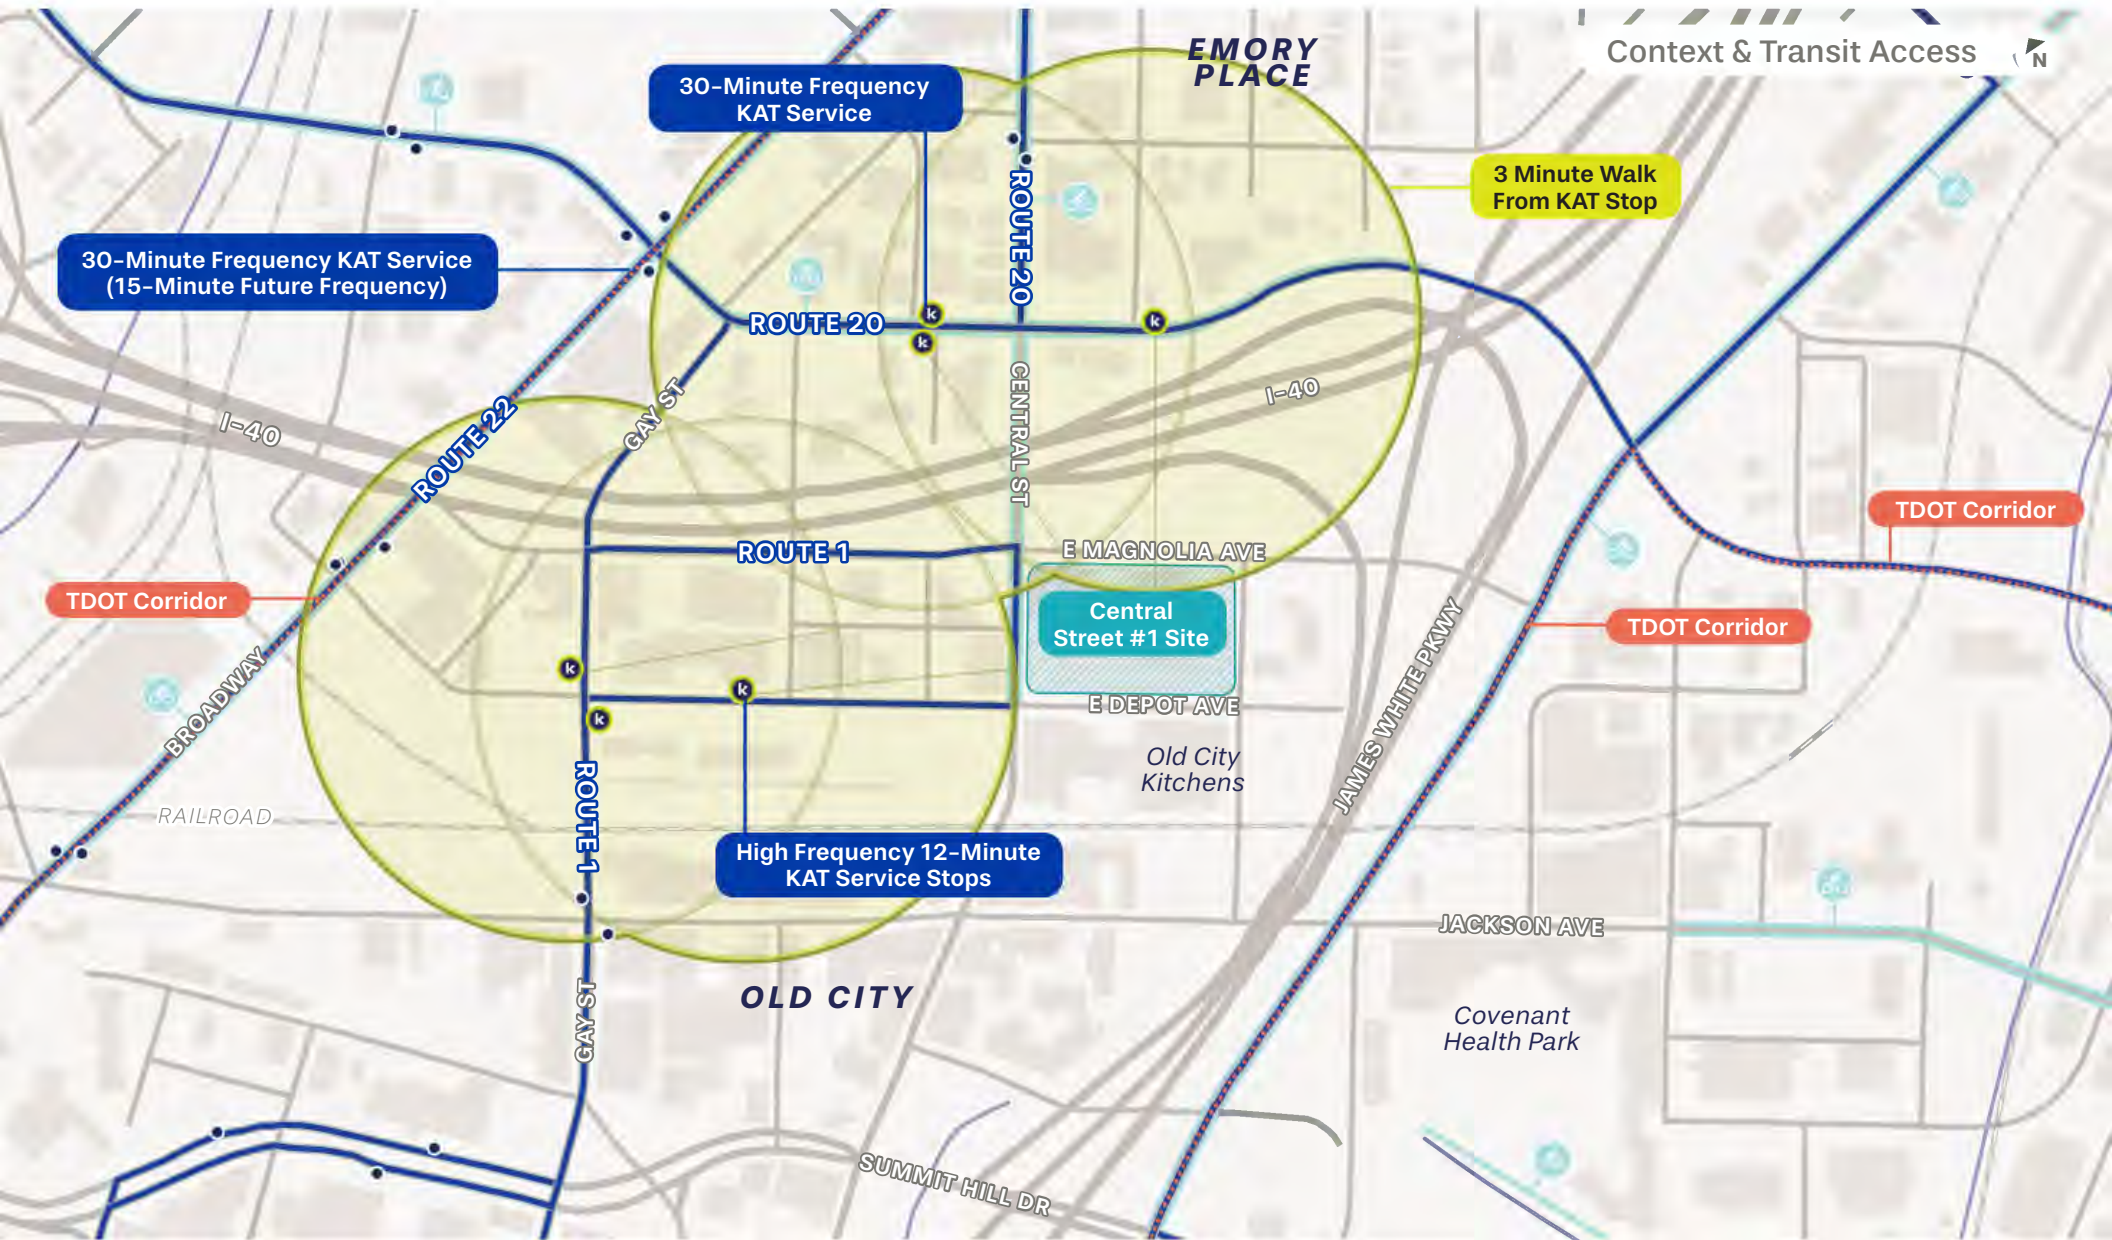 EMORY
PLACE
Context & Transit Access
N
30-Minute Frequency
KAT Service
3 Minute Walk
From KAT Stop
ROUTE 20
30-Minute Frequency KAT Service
(15-Minute Future Frequency)
k
k
k
ROUTE 20
GAY ST
CENTRAL ST
I-40
I-40
ROUTE 22
TDOT Corridor
ROUTE 1
E MAGNOLIA AVE
TDOT Corridor
Central
Street #1 Site
TDOT Corridor
k
k
k
E DEPOT AVE
BROADWAY
JAMES WHITE PKWY
Old City
Kitchens
RAILROAD
ROUTE 1
High Frequency 12-Minute
KAT Service Stops
JACKSON AVE
OLD CITY
GAY ST
Covenant
Health Park
SUMMIT HILL DR